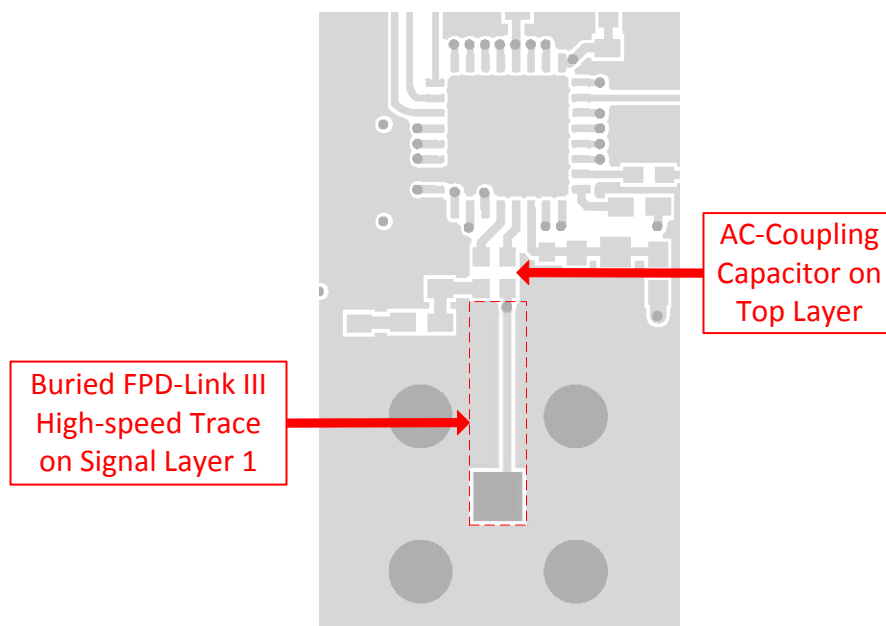 AC-Coupling
Capacitor on
Top Layer
Buried FPD-Link III
High-speed Trace
on Signal Layer 1